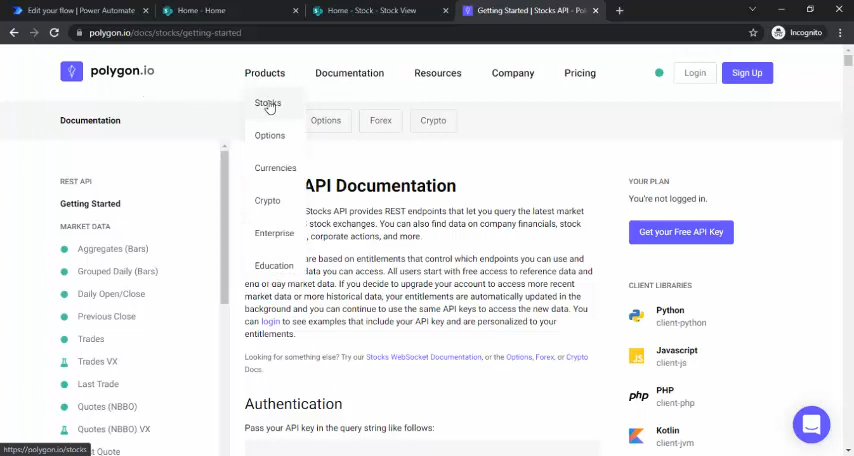 Edit your flow | Power Automate
Home - Home
Home - Stock - Stock View
Getting Started | Stocks API - Po
polygon.io/docs/stocks/getting-started
Incognito
polygon.io
Products
Documentation
Resources
Company
Pricing
Login
Sign Up
Stocks
Options
Currencies
Crypto
Enterprise
Education
Documentation
Options
Forex
Crypto
REST API
Getting Started
MARKET DATA
Aggregates (Bars)
Grouped Daily (Bars)
Daily Open/Close
Previous Close
Trades
Trades VX
Last Trade
Quotes (NBBO)
Quotes (NBBO) VX
Quote
API Documentation
Stocks API provides REST endpoints that let you query the latest market
stock exchanges. You can also find data on company financials, stock
, corporate actions, and more.
are based on entitlements that control which endpoints you can use and
data you can access. All users start with free access to reference data and
end of day market data. If you decide to upgrade your account to access more recent
market data or more historical data, your entitlements are automatically updated in the
background and you can continue to use the same API keys to access the new data. You
can login to see examples that include your API key and are personalized to your
entitlements.
Looking for something else? Try our Stocks WebSocket Documentation, or the Options, Forex, or Crypto
Docs.
Authentication
Pass your API key in the query string like follows:
YOUR PLAN
You're not logged in.
Get your Free API Key
CLIENT LIBRARIES
Python
client-python
JS
Javascript
client-js
php
PHP
client-php
Kotlin
client-jvm
https://polygon.io/stocks